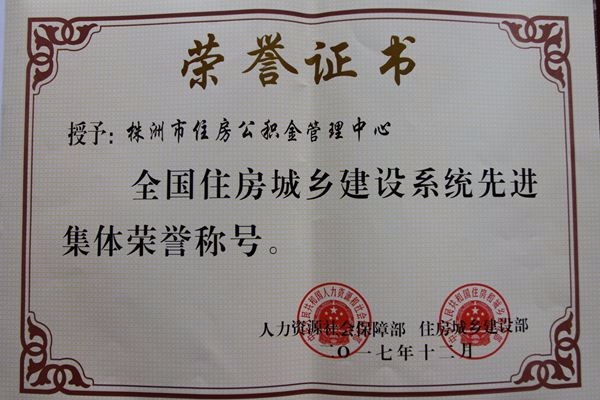 荣誉证书
授予：株洲市住房公积金管理中心
全国住房城乡建设系统先进
集体荣誉称号。
人力资源社会保障部 住房城乡建设部
二〇一七年十二月